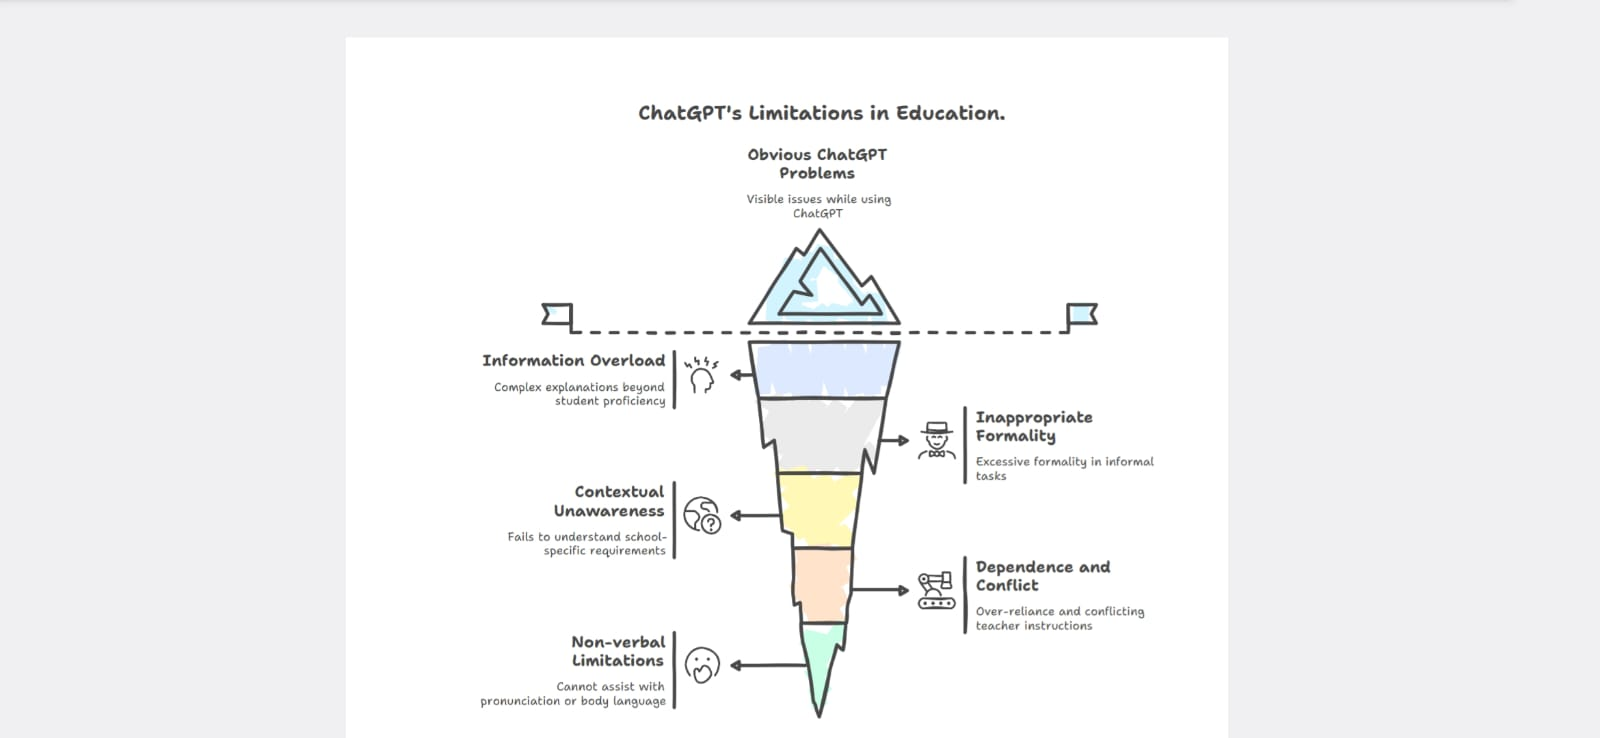 ChatGPT's Limitations in Education.
Obvious ChatGPT
Problems
Visible issues while using
ChatGPT
Information Overload
Complex explanations beyond
student proficiency
Inappropriate
Formality
Excessive formality in informal
tasks
Contextual
Unawareness
Fails to understand school-
specific requirements
Dependence and
Conflict
Over-reliance and conflicting
teacher instructions
Non-verbal
Limitations
Cannot assist with
pronunciation or body language